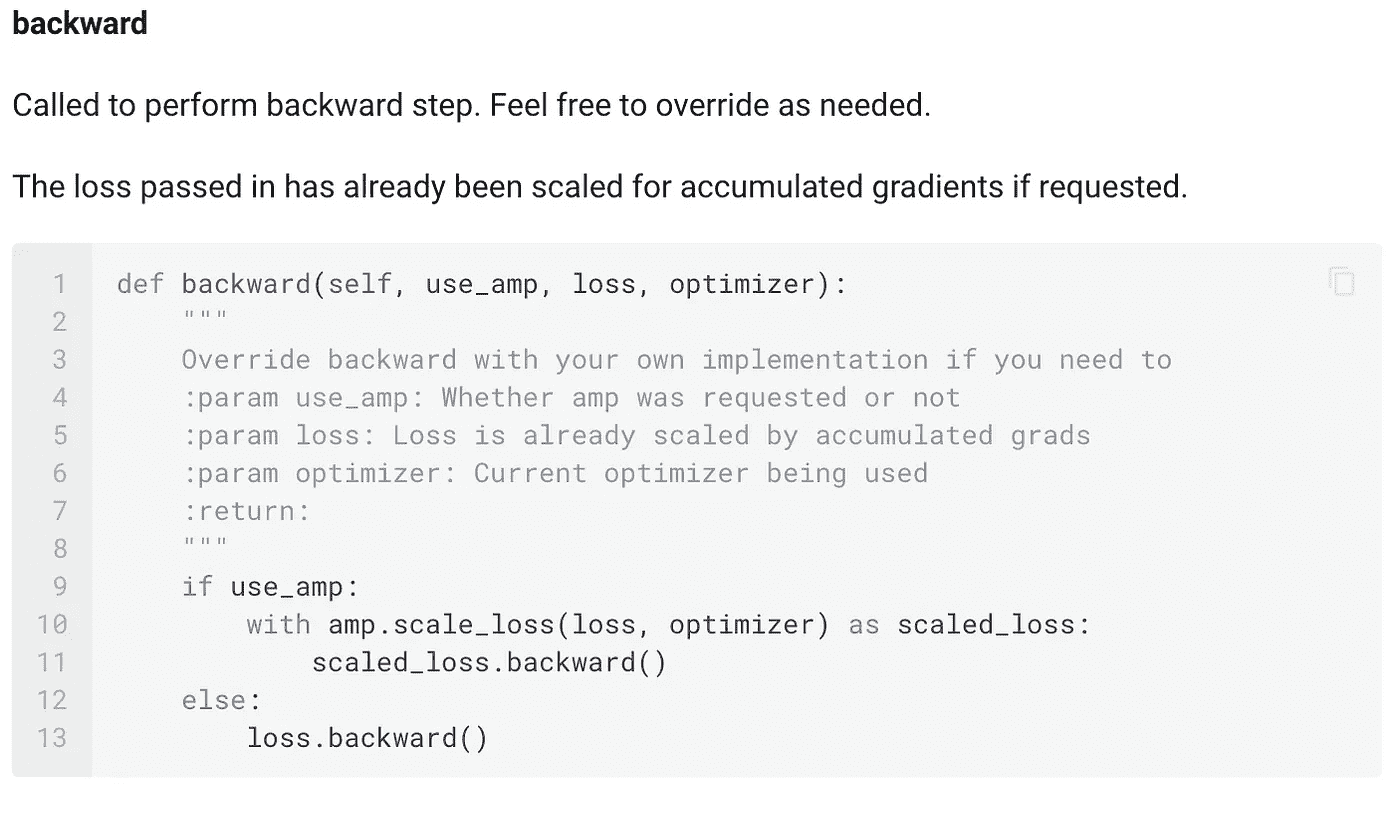 backward
Called to perform backward step. Feel free to override as needed.
The loss passed in has already been scaled for accumulated gradients if requested.
1 def backward(self, use_amp, loss, optimizer):
2     """
3     Override backward with your own implementation if you need to
4     :param use_amp: Whether amp was requested or not
5     :param loss: Loss is already scaled by accumulated grads
6     :param optimizer: Current optimizer being used
7     :return:
8     """
9     if use_amp:
10         with amp.scale_loss(loss, optimizer) as scaled_loss:
11             scaled_loss.backward()
12     else:
13         loss.backward()